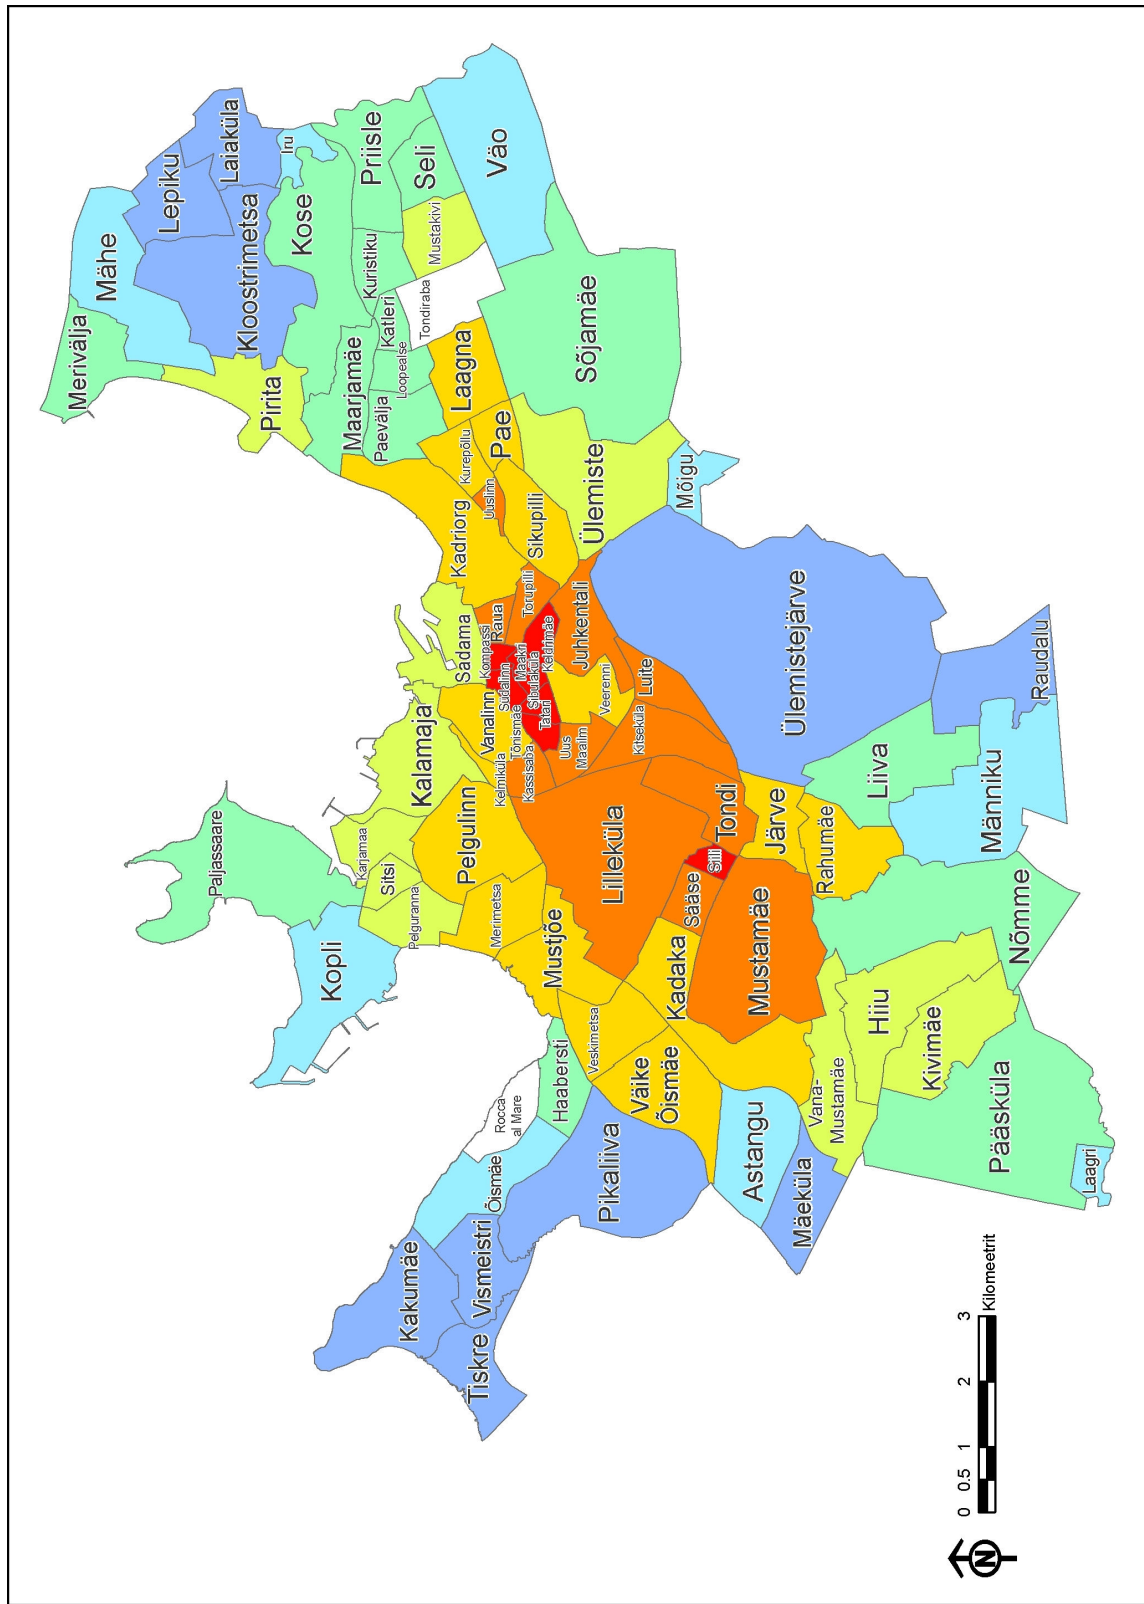 Merivälja
Mähe
Lepiku
Laiaküla
Kloostrimetsa
Iru
Pirita
Kose
Maarjamäe
Priisle
Kuristiku
Seli
Mustakivi
Katleri
Loopealse
Paevälja
Tondiraba
Väo
Laagna
Kurepõllu
Pae
Kadriorg
Uuslinn
Sikupilli
Sõjamäe
Ülemiste
Mõigu
Sadama
Kompassi
Raua
Torupilli
Südalinn
Maakri
Sibulaküla
Keldrimäe
Juhkentali
Vanalinn
Tõnismäe
Tatari
Veerenni
Luite
Kelmiküla
Kassisaba
Uus
Maailm
Kitseküla
Ülemistejärve
Raudalu
Kalamaja
Paljassaare
Karjamaa
Sitsi
Pelguranna
Pelgulinn
Merimetsa
Kopli
Mustjõe
Lilleküla
Tondi
Siili
Sääse
Järve
Rahumäe
Liiva
Männiku
Kadaka
Mustamäe
Nõmme
Veskimetsa
Haabersti
Väike
Õismäe
Rocca
al Mare
Õismäe
Pikaliiva
Astangu
Mäeküla
Vana-
Mustamäe
Hiiu
Kivimäe
Pääsküla
Laagri
Kakumäe
Vismeistri
Tiskre
0 0.5 1 2 3
Kilomeetrit
N